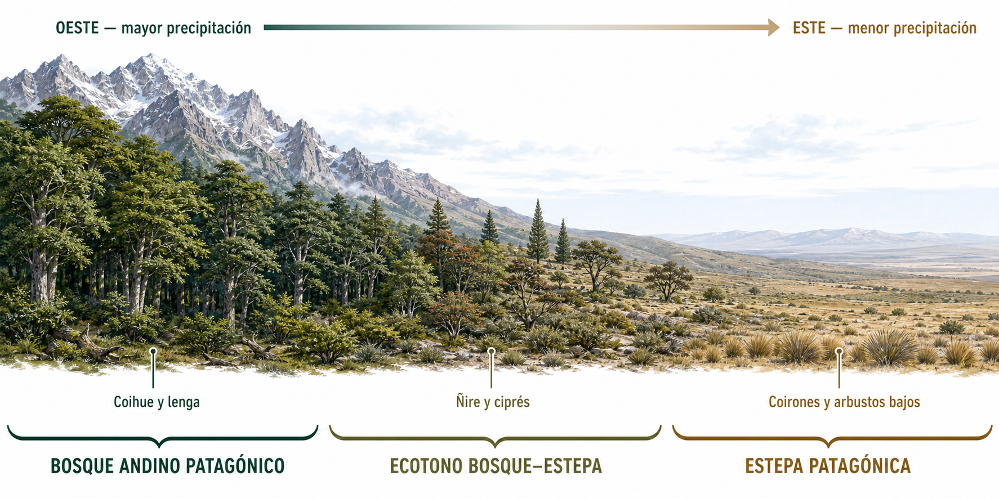 OESTE — mayor precipitación
ESTE — menor precipitación
Coihue y lenga
Ñire y ciprés
Coirones y arbustos bajos
BOSQUE ANDINO PATAGÓNICO
ECOTONO BOSQUE–ESTEPA
ESTEPA PATAGÓNICA